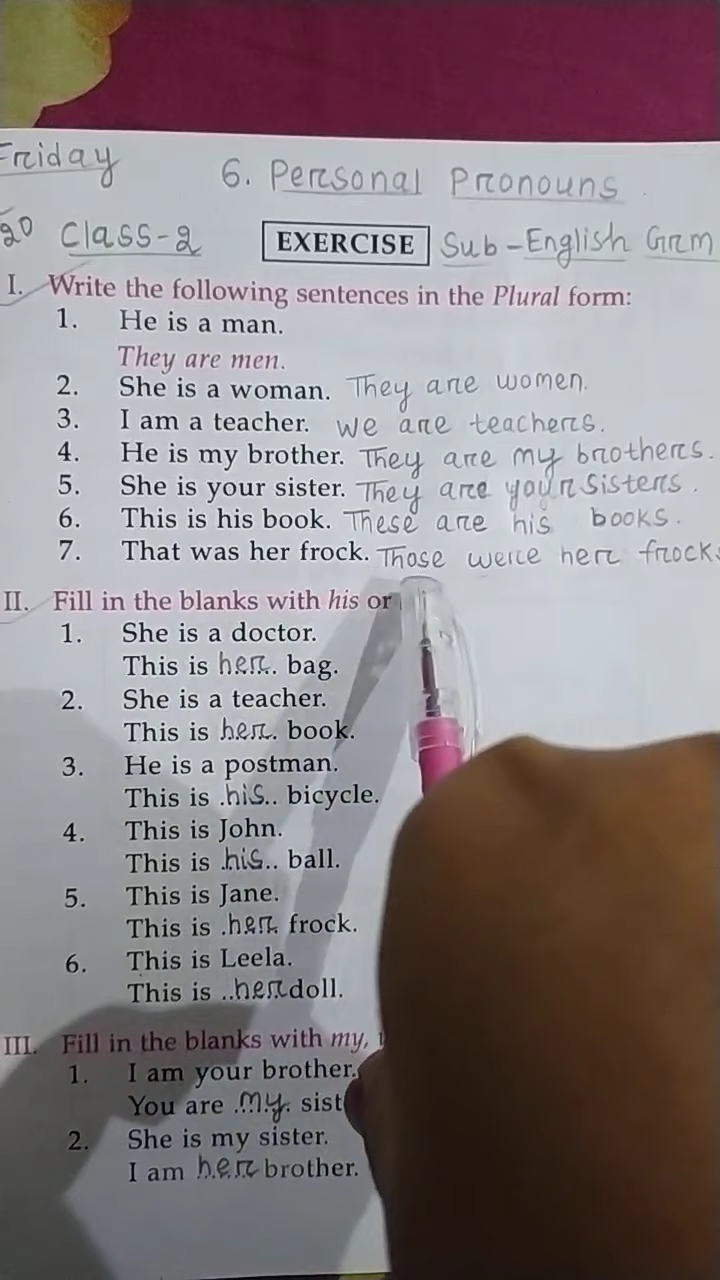 Friday 6. Personal Pronouns
20 Class-2 EXERCISE Sub-English Grm
I. Write the following sentences in the Plural form:
1. He is a man.
They are men.
2. She is a woman. They are women.
3. I am a teacher. we are teachers.
4. He is my brother. They are my brothers.
5. She is your sister. They are your sisters.
6. This is his book. These are his books.
7. That was her frock. Those were her frocks
II. Fill in the blanks with his or
1. She is a doctor.
This is her.. bag.
2. She is a teacher.
This is her. book.
3. He is a postman.
This is .his.. bicycle.
4. This is John.
This is .his.. ball.
5. This is Jane.
This is .her. frock.
6. This is Leela.
This is ..her doll.
III. Fill in the blanks with my,
1. I am your brother.
You are .my. sist
2. She is my sister.
I am her brother.